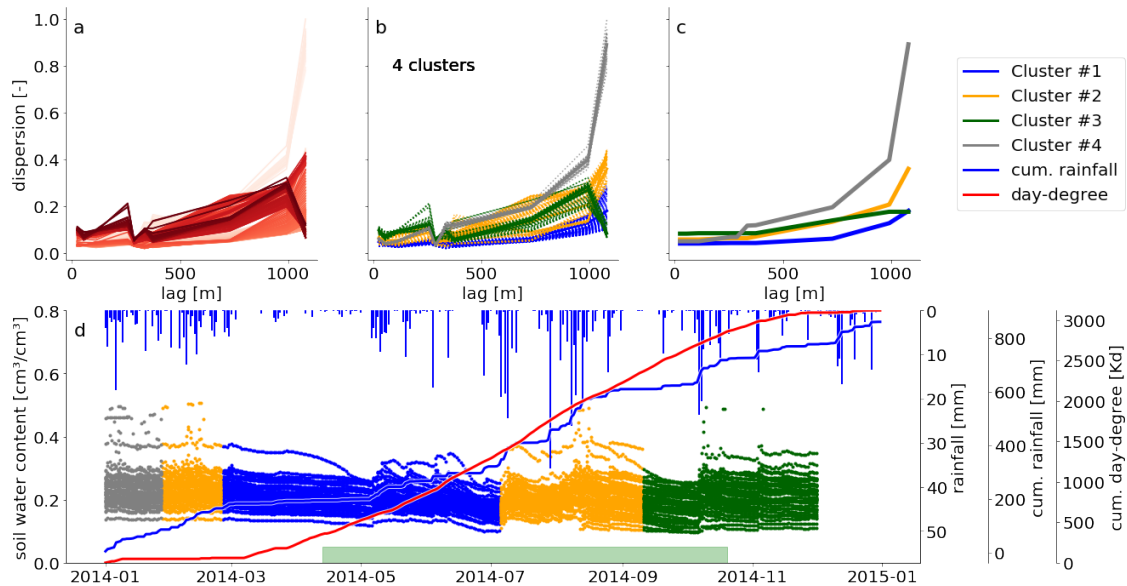 a
b
c
4 clusters
1.0
0.8
0.6
0.4
0.2
0.0
dispersion [-]
0
500
1000
lag [m]
0
500
1000
lag [m]
0
500
1000
lag [m]
Cluster #1
Cluster #2
Cluster #3
Cluster #4
cum. rainfall
day-degree
d
0.8
0.6
0.4
0.2
0.0
soil water content [cm³/cm³]
0
10
20
30
40
50
rainfall [mm]
800
600
400
200
0
cum. rainfall [mm]
3000
2500
2000
1500
1000
500
0
cum. day-degree [Kd]
2014-01
2014-03
2014-05
2014-07
2014-09
2014-11
2015-01